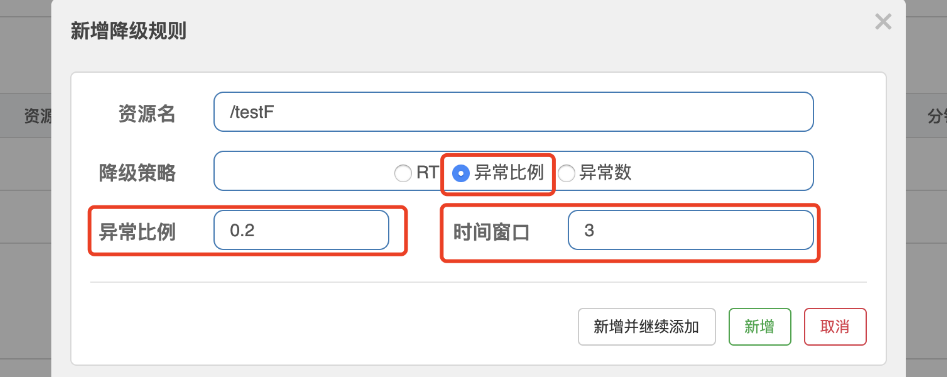 新增降级规则
×
资源
分钟
资源名 /testF
降级策略 RT 异常比例 异常数
异常比例 0.2 时间窗口 3
新增并继续添加 新增 取消